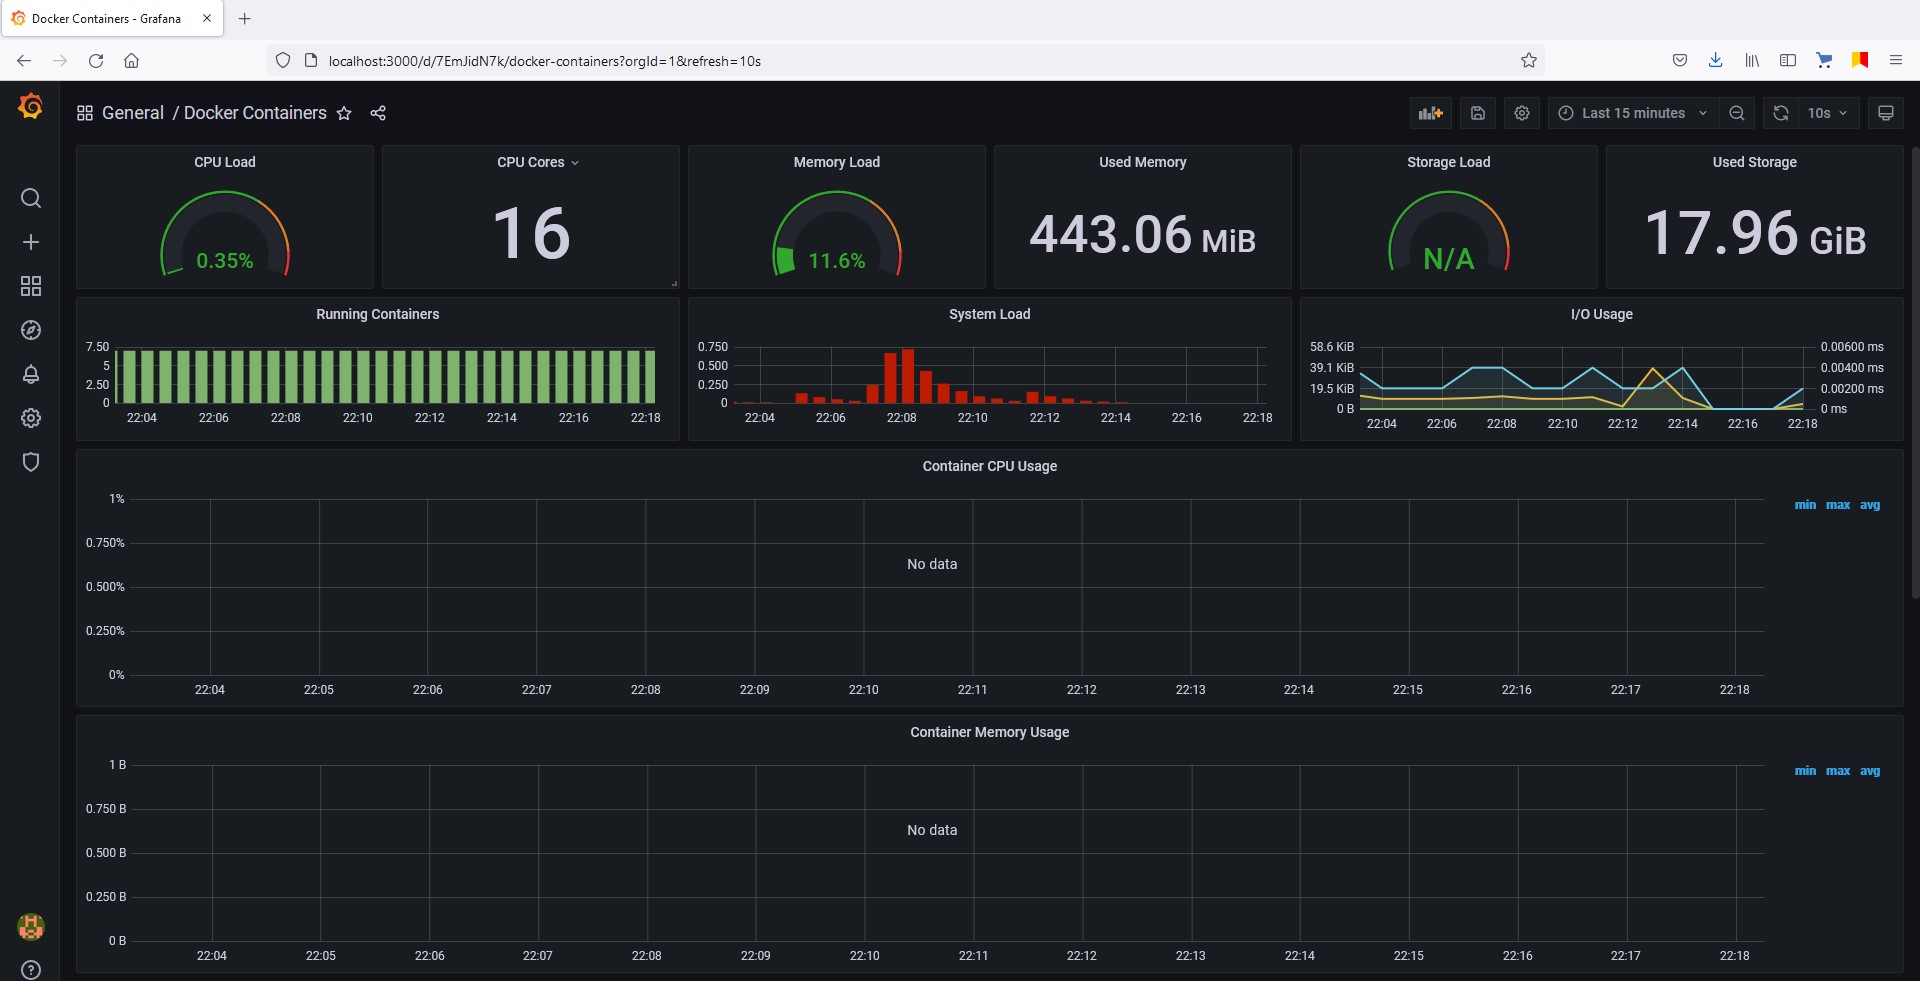 Docker Containers - Grafana
localhost:3000/d/7EmJidN7k/docker-containers?orgId=1&refresh=10s
General / Docker Containers
Last 15 minutes
10s
CPU Load
0.35%
CPU Cores
16
Memory Load
11.6%
Used Memory
443.06 MiB
Storage Load
N/A
Used Storage
17.96 GiB
Running Containers
7.50
5
2.50
0
22:04 22:06 22:08 22:10 22:12 22:14 22:16 22:18
System Load
0.750
0.500
0.250
0
22:04 22:06 22:08 22:10 22:12 22:14 22:16 22:18
I/O Usage
58.6 KiB 0.00600 ms
39.1 KiB 0.00400 ms
19.5 KiB 0.00200 ms
0 B 0 ms
22:04 22:06 22:08 22:10 22:12 22:14 22:16 22:18
Container CPU Usage
min max avg
1%
0.750%
No data
0.500%
0.250%
0%
22:04 22:05 22:06 22:07 22:08 22:09 22:10 22:11 22:12 22:13 22:14 22:15 22:16 22:17 22:18
Container Memory Usage
min max avg
1 B
0.750 B
No data
0.500 B
0.250 B
0 B
22:04 22:05 22:06 22:07 22:08 22:09 22:10 22:11 22:12 22:13 22:14 22:15 22:16 22:17 22:18